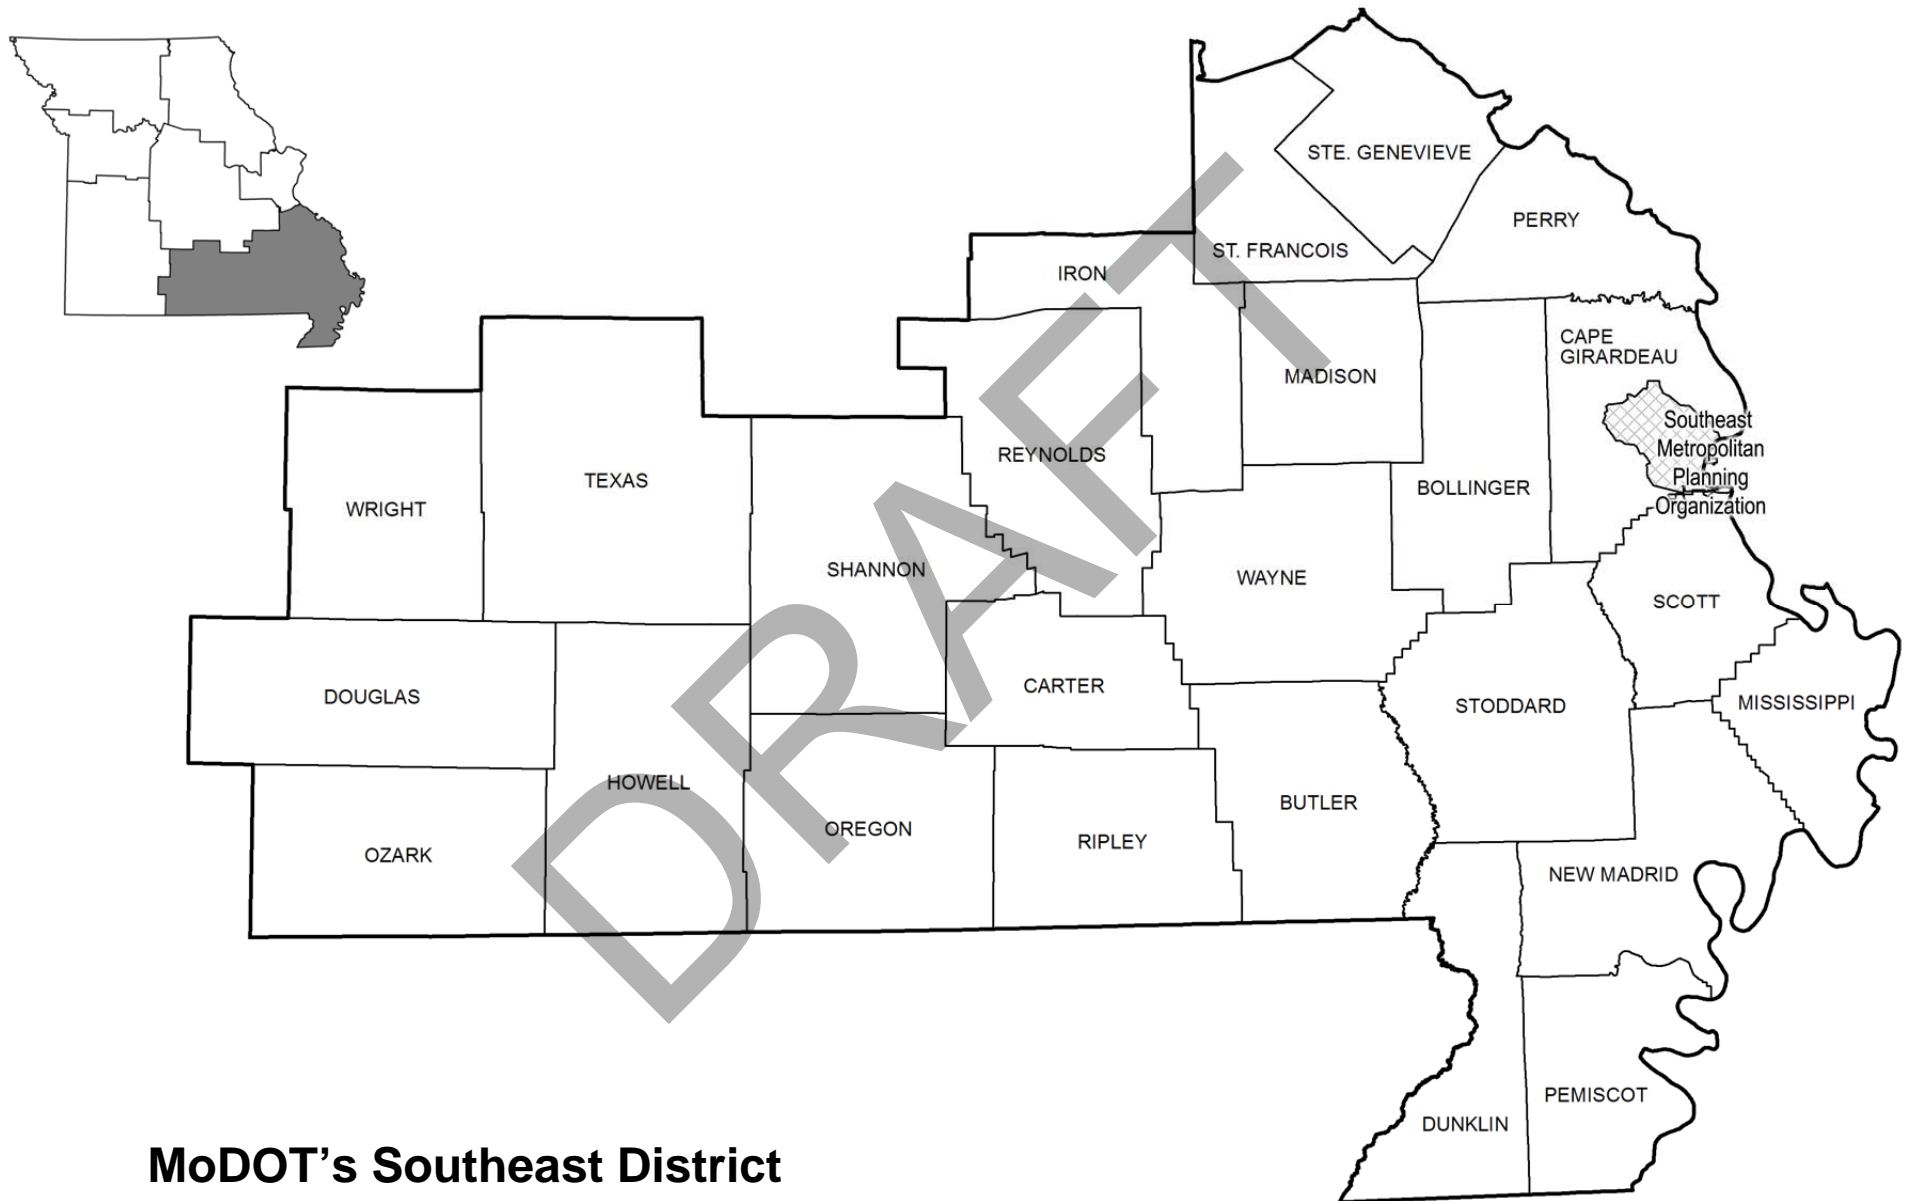 STE. GENEVIEVE
PERRY
ST. FRANCOIS
IRON
CAPE
GIRARDEAU
MADISON
Southeast
Metropolitan
Planning
Organization
REYNOLDS
TEXAS
BOLLINGER
WRIGHT
SHANNON
WAYNE
SCOTT
CARTER
DOUGLAS
MISSISSIPPI
STODDARD
HOWELL
BUTLER
OREGON
RIPLEY
OZARK
NEW MADRID
PEMISCOT
DUNKLIN
DRAFT
MoDOT’s Southeast District